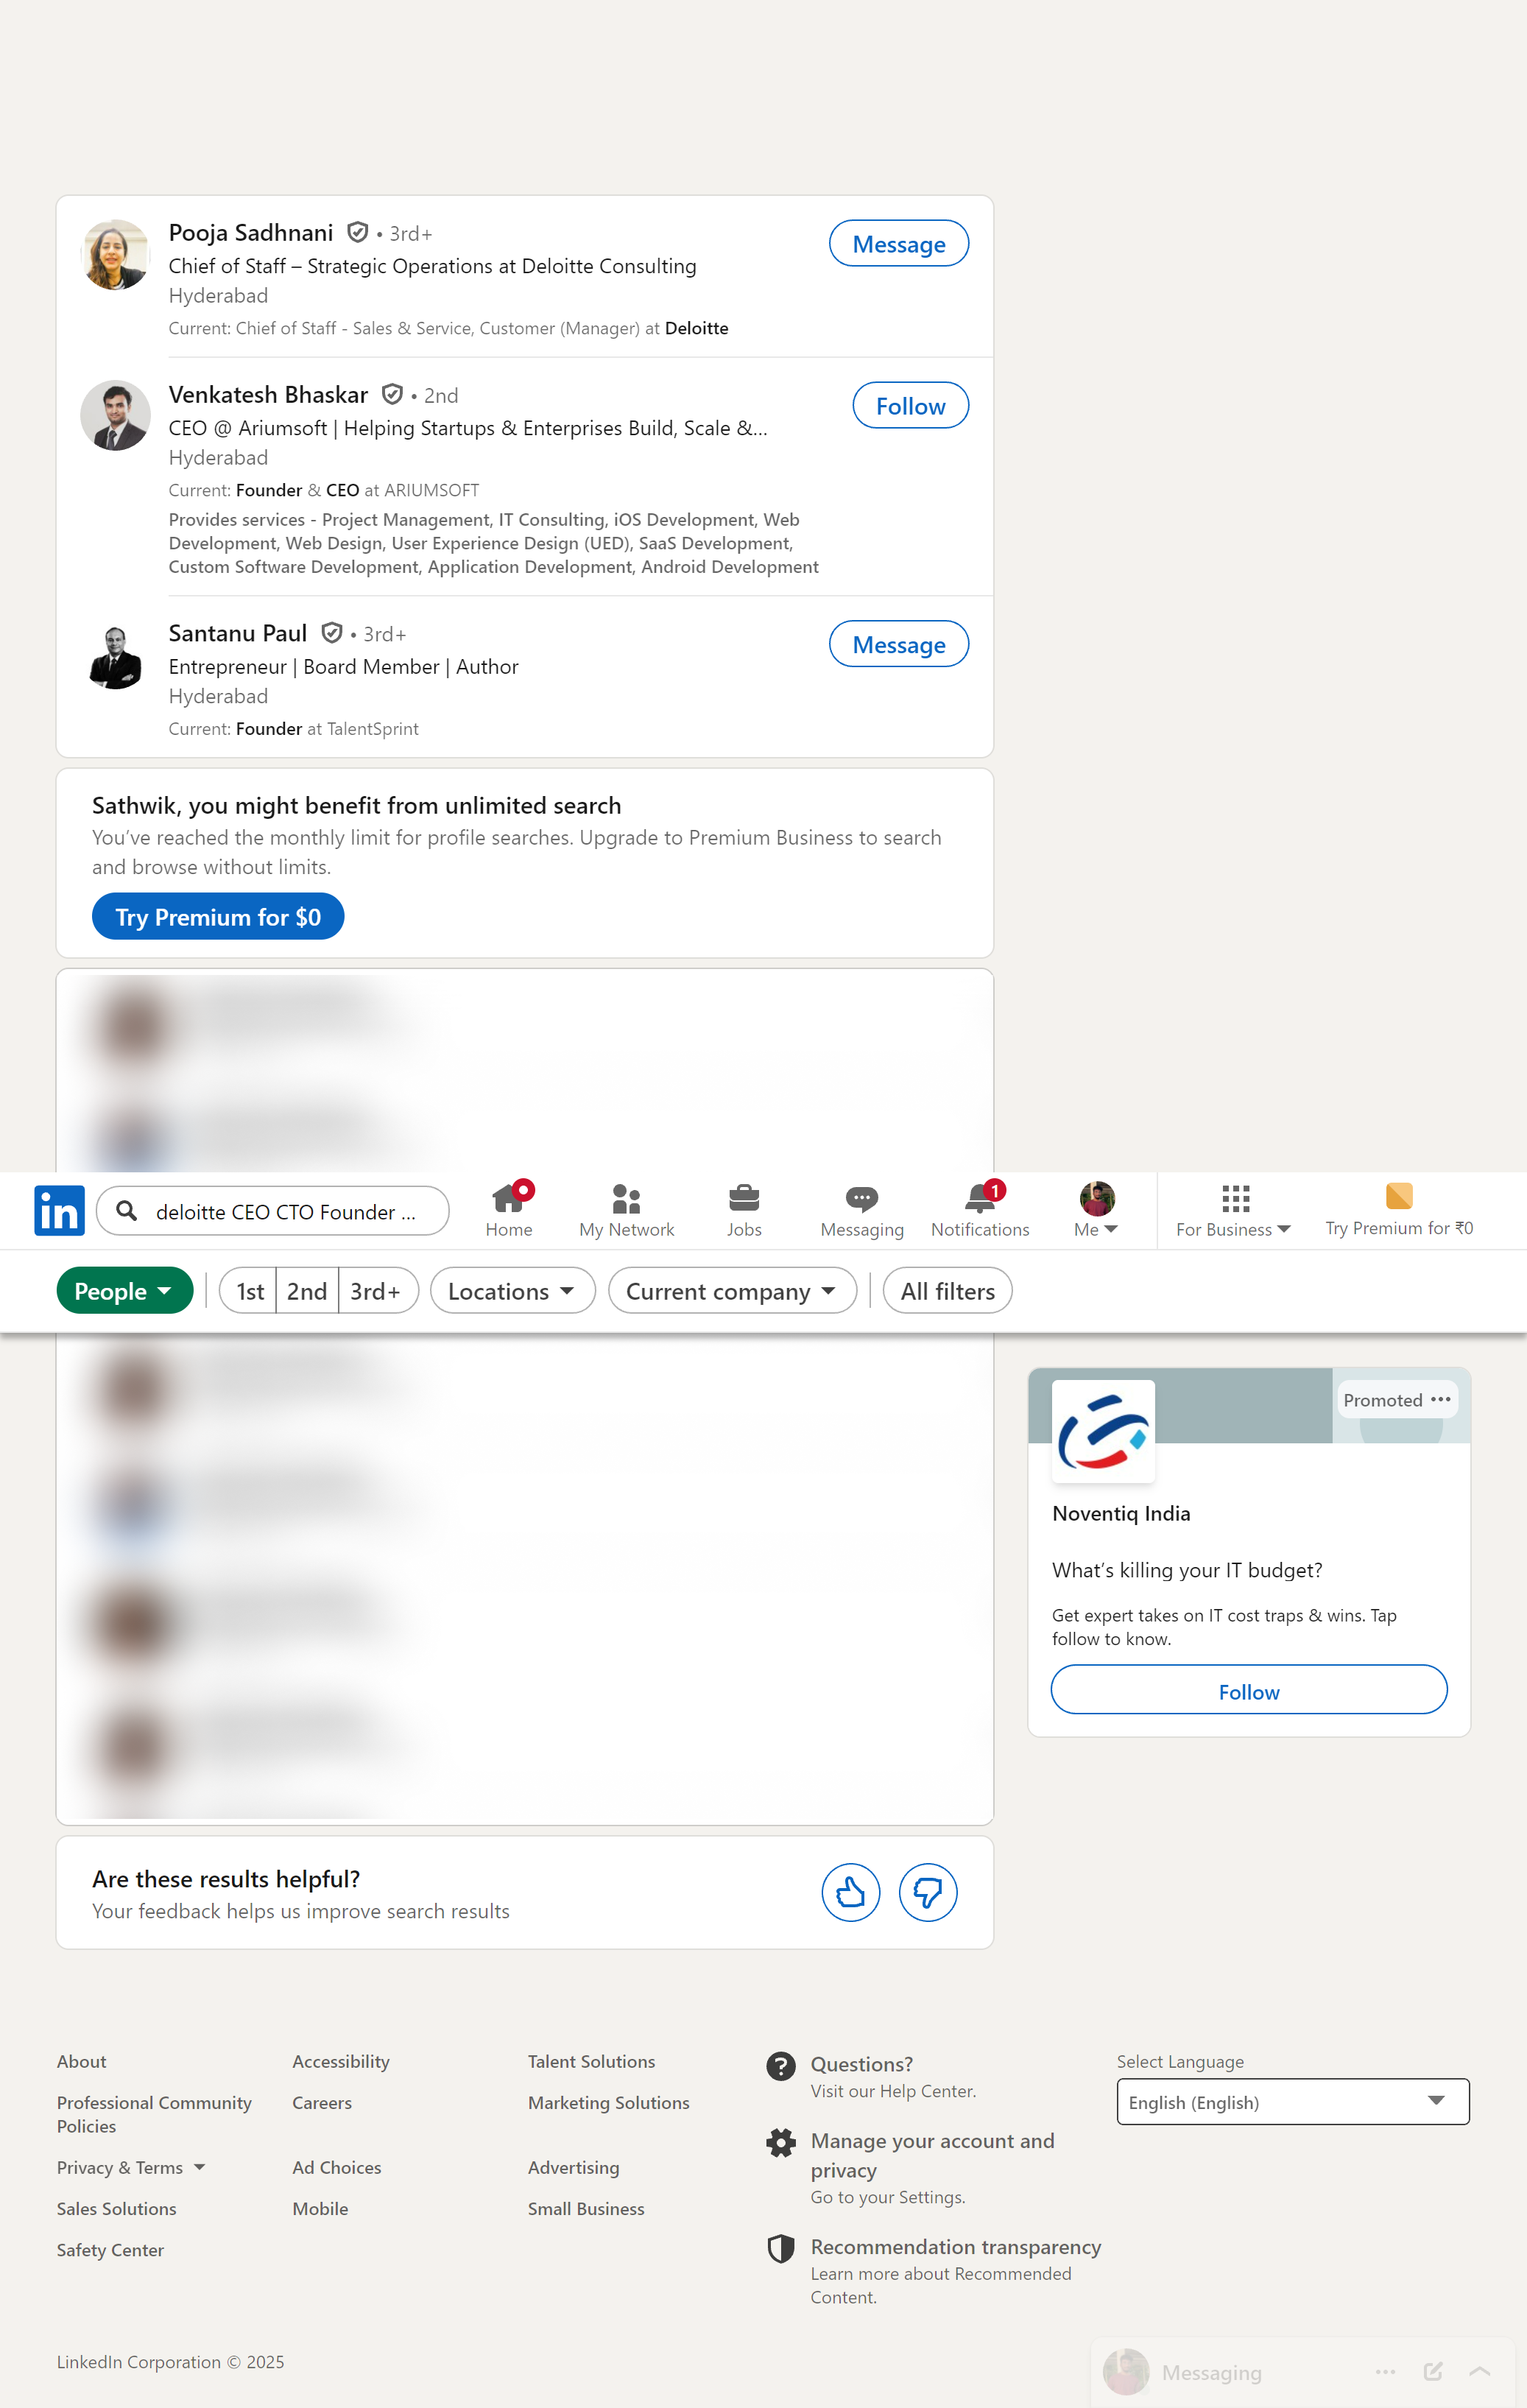 Pooja Sadhnani • 3rd+
Message
Chief of Staff – Strategic Operations at Deloitte Consulting
Hyderabad
Current: Chief of Staff - Sales & Service, Customer (Manager) at Deloitte
Venkatesh Bhaskar • 2nd
Follow
CEO @ Ariumsoft | Helping Startups & Enterprises Build, Scale &...
Hyderabad
Current: Founder & CEO at ARIUMSOFT
Provides services - Project Management, IT Consulting, iOS Development, Web
Development, Web Design, User Experience Design (UED), SaaS Development,
Custom Software Development, Application Development, Android Development
Santanu Paul • 3rd+
Message
Entrepreneur | Board Member | Author
Hyderabad
Current: Founder at TalentSprint
Sathwik, you might benefit from unlimited search
You’ve reached the monthly limit for profile searches. Upgrade to Premium Business to search
and browse without limits.
Try Premium for $0
in
deloitte CEO CTO Founder ...
Home
My Network
Jobs
Messaging
1
Notifications
Me
For Business
Try Premium for ₹0
People
1st
2nd
3rd+
Locations
Current company
All filters
Promoted
Noventiq India
What’s killing your IT budget?
Get expert takes on IT cost traps & wins. Tap
follow to know.
Follow
Are these results helpful?
Your feedback helps us improve search results
About
Accessibility
Talent Solutions
Professional Community
Policies
Careers
Marketing Solutions
Privacy & Terms
Ad Choices
Advertising
Sales Solutions
Mobile
Small Business
Safety Center
Questions?
Visit our Help Center.
Manage your account and
privacy
Go to your Settings.
Recommendation transparency
Learn more about Recommended
Content.
Select Language
English (English)
LinkedIn Corporation © 2025
Messaging